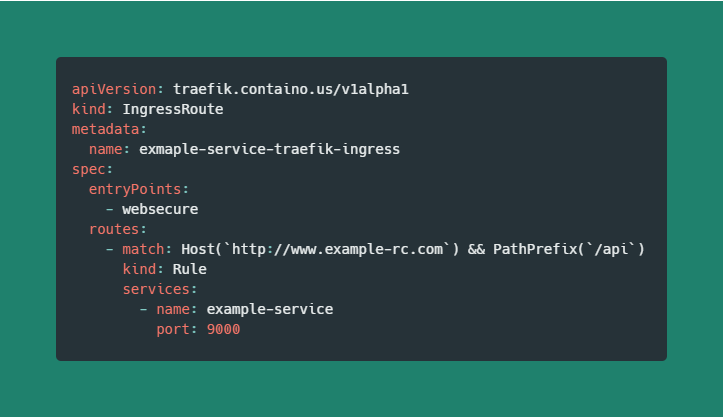 apiVersion: traefik.containo.us/v1alpha1
kind: IngressRoute
metadata:
  name: exmaple-service-traefik-ingress
spec:
  entryPoints:
    - websecure
  routes:
    - match: Host(`http://www.example-rc.com`) && PathPrefix(`/api`)
      kind: Rule
      services:
        - name: example-service
          port: 9000